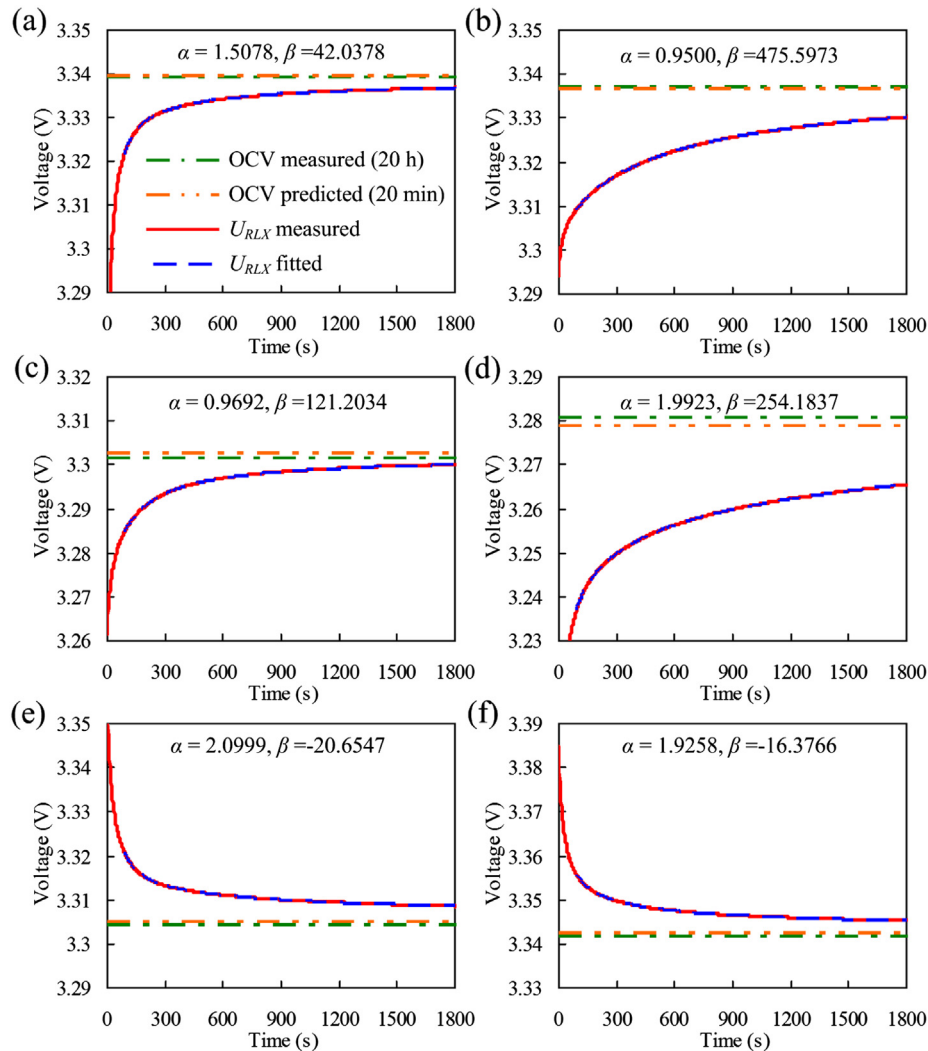 (a)
α = 1.5078, β =42.0378
Voltage (V)
3.35
3.34
3.33
3.32
3.31
3.3
3.29
OCV measured (20 h)
OCV predicted (20 min)
U_RLX measured
U_RLX fitted
0 300 600 900 1200 1500 1800
Time (s)
(b)
α = 0.9500, β =475.5973
Voltage (V)
3.35
3.34
3.33
3.32
3.31
3.3
3.29
0 300 600 900 1200 1500 1800
Time (s)
(c)
α = 0.9692, β =121.2034
Voltage (V)
3.32
3.31
3.3
3.29
3.28
3.27
3.26
0 300 600 900 1200 1500 1800
Time (s)
(d)
α = 1.9923, β =254.1837
Voltage (V)
3.29
3.28
3.27
3.26
3.25
3.24
3.23
0 300 600 900 1200 1500 1800
Time (s)
(e)
α = 2.0999, β =-20.6547
Voltage (V)
3.35
3.34
3.33
3.32
3.31
3.3
3.29
0 300 600 900 1200 1500 1800
Time (s)
(f)
α = 1.9258, β =-16.3766
Voltage (V)
3.39
3.38
3.37
3.36
3.35
3.34
3.33
0 300 600 900 1200 1500 1800
Time (s)